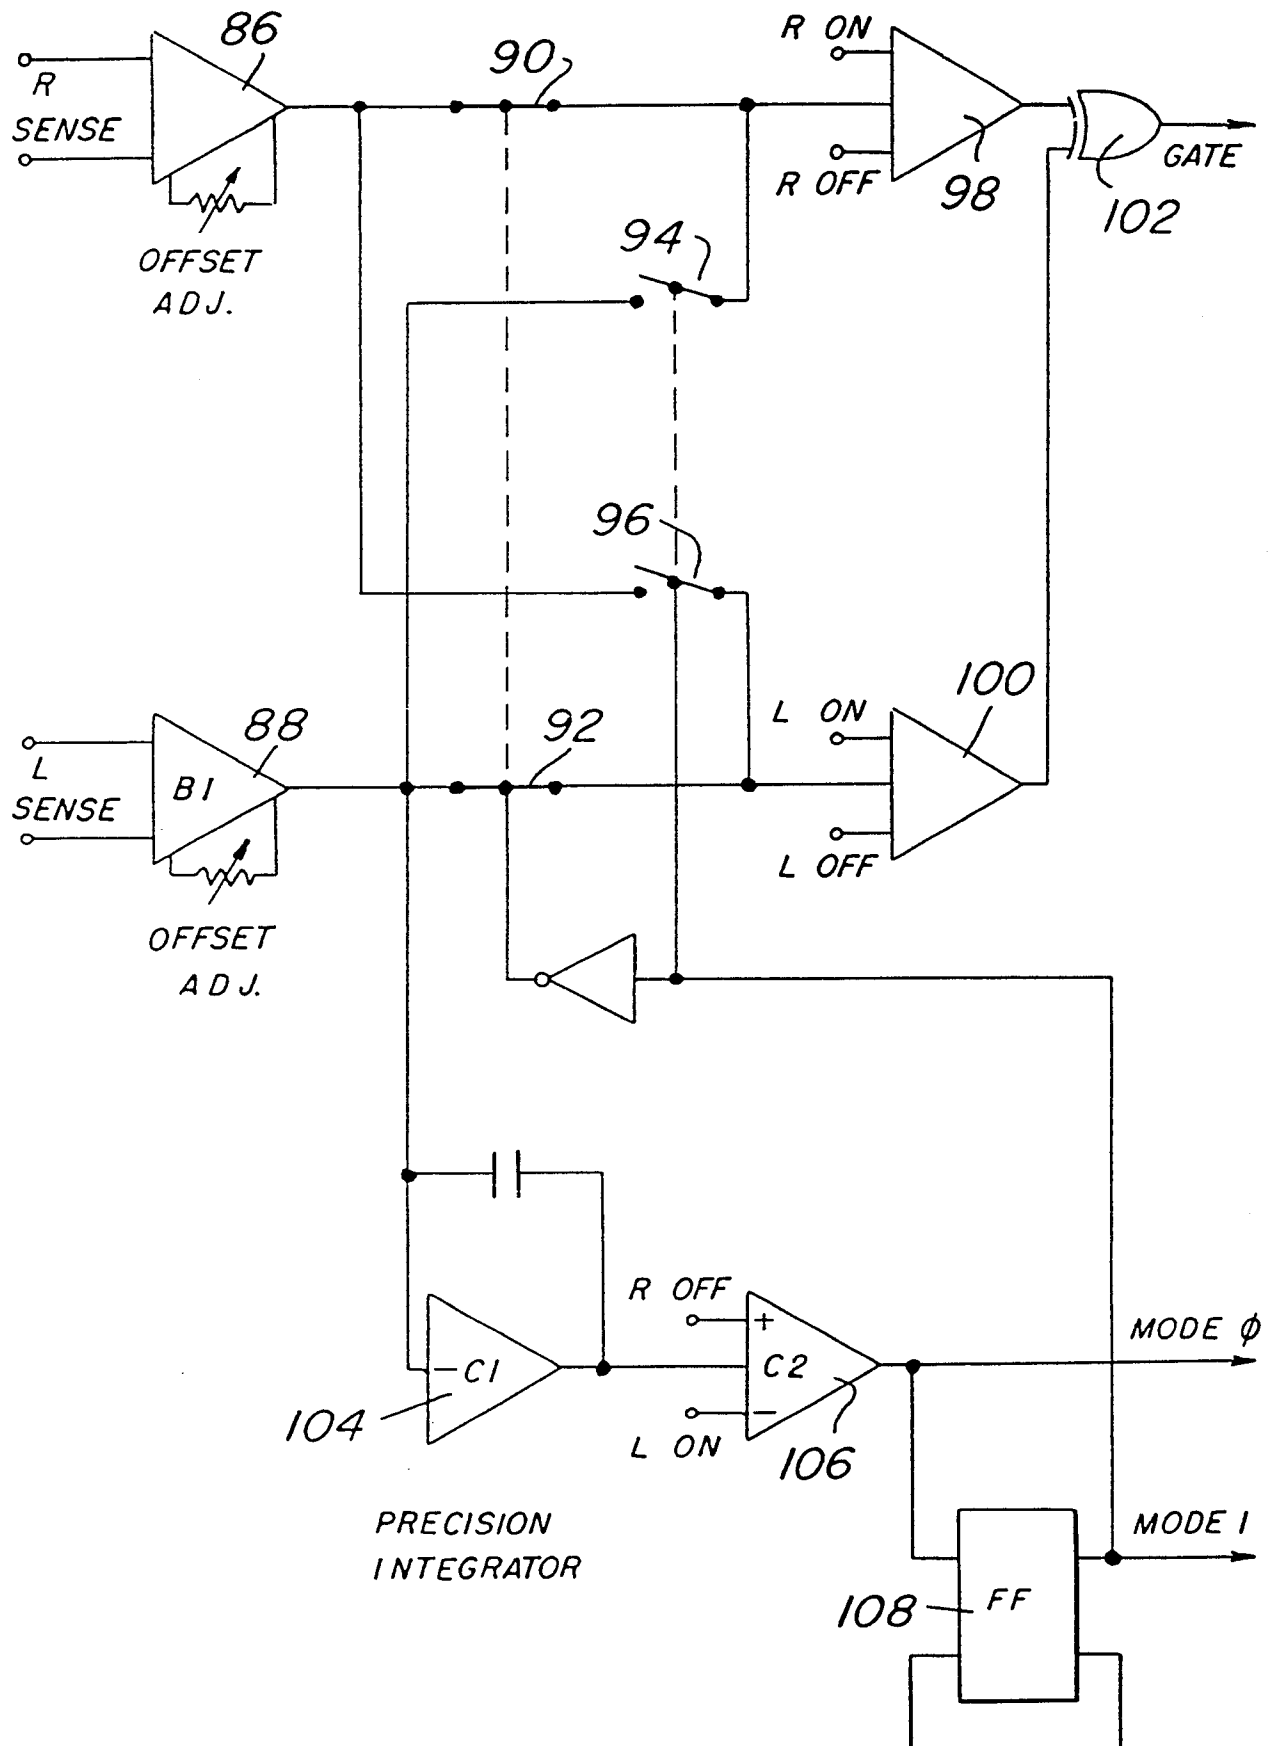 86
90
R ON
R
SENSE
R OFF
98
102
GATE
OFFSET
ADJ.
94
96
100
L ON
88
92
L
SENSE
B1
L OFF
OFFSET
ADJ.
R OFF
+
MODE φ
- C1
C2
104
-
L ON
106
PRECISION
INTEGRATOR
MODE 1
108
FF